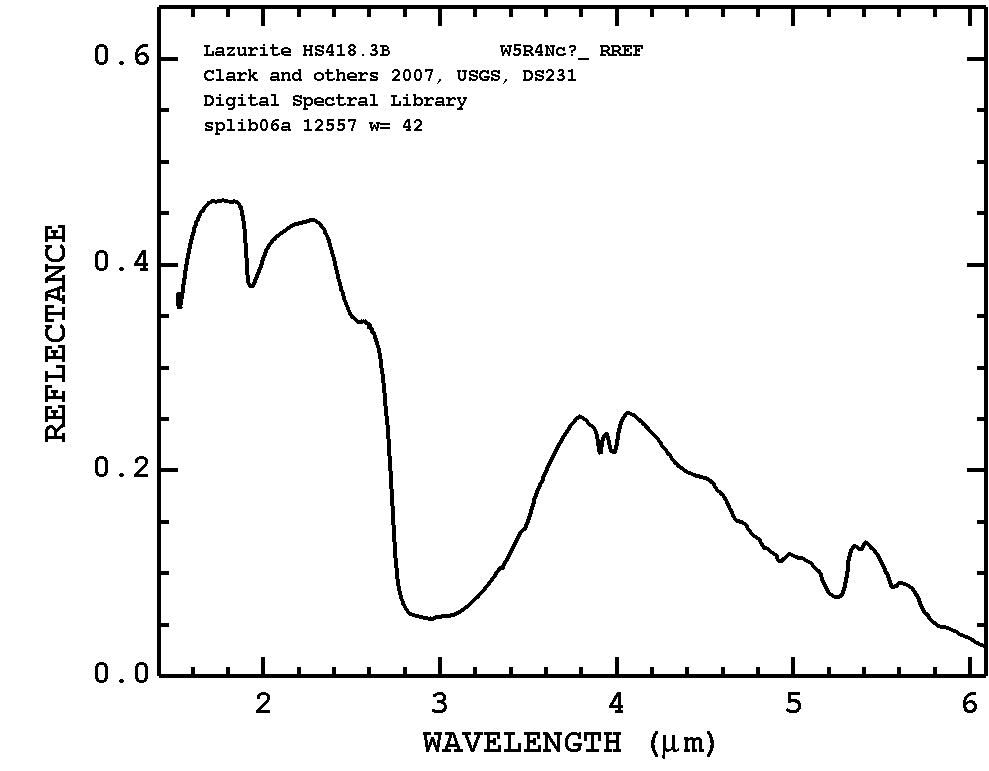 Lazurite HS418.3B W5R4Nc?_ RREF
Clark and others 2007, USGS, DS231
Digital Spectral Library
splib06a 12557 w= 42
0.6
0.4
0.2
0.0
REFLECTANCE
2 3 4 5 6
WAVELENGTH (μm)